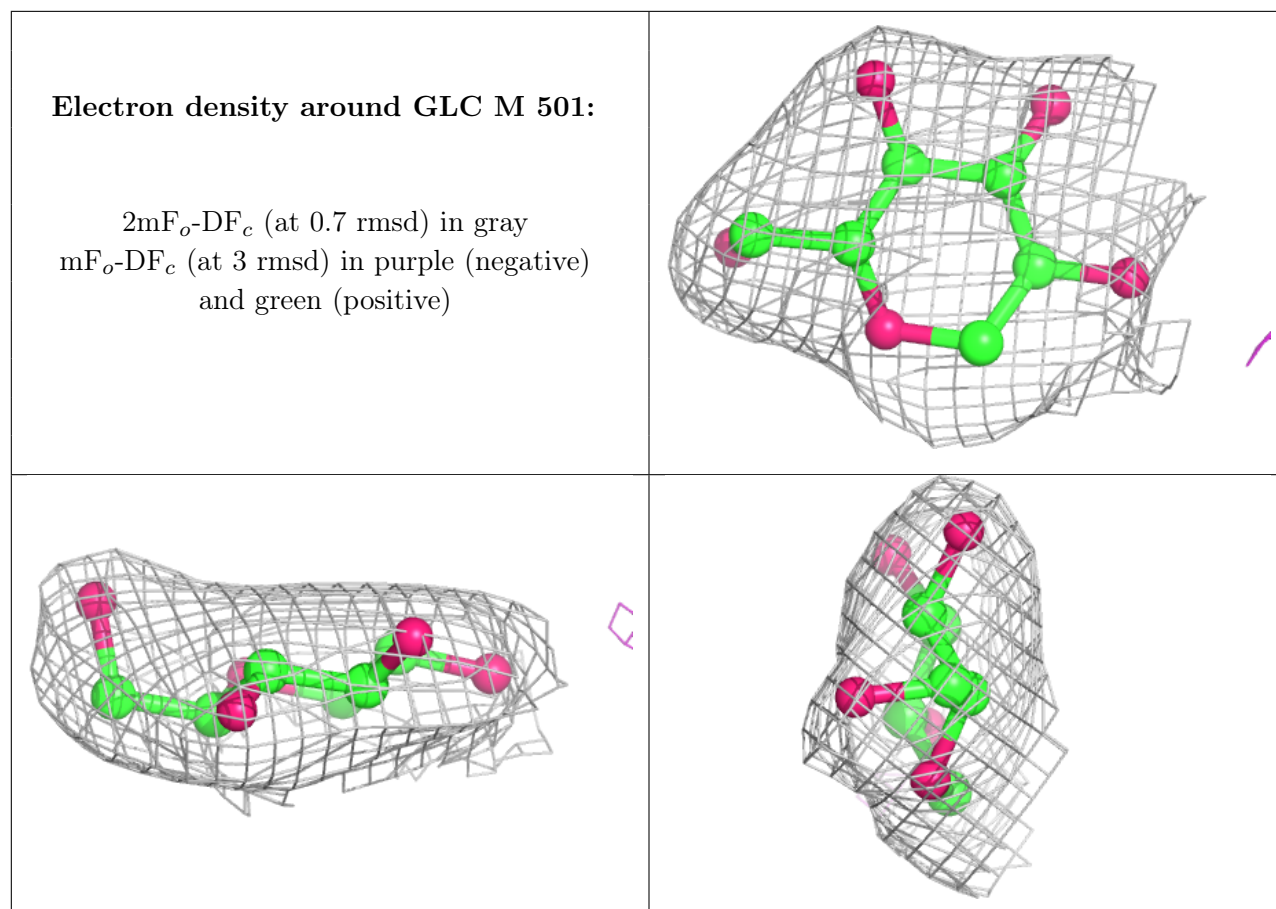 Electron density around GLC M 501:
2mFo-DFc (at 0.7 rmsd) in gray
mFo-DFc (at 3 rmsd) in purple (negative)
and green (positive)